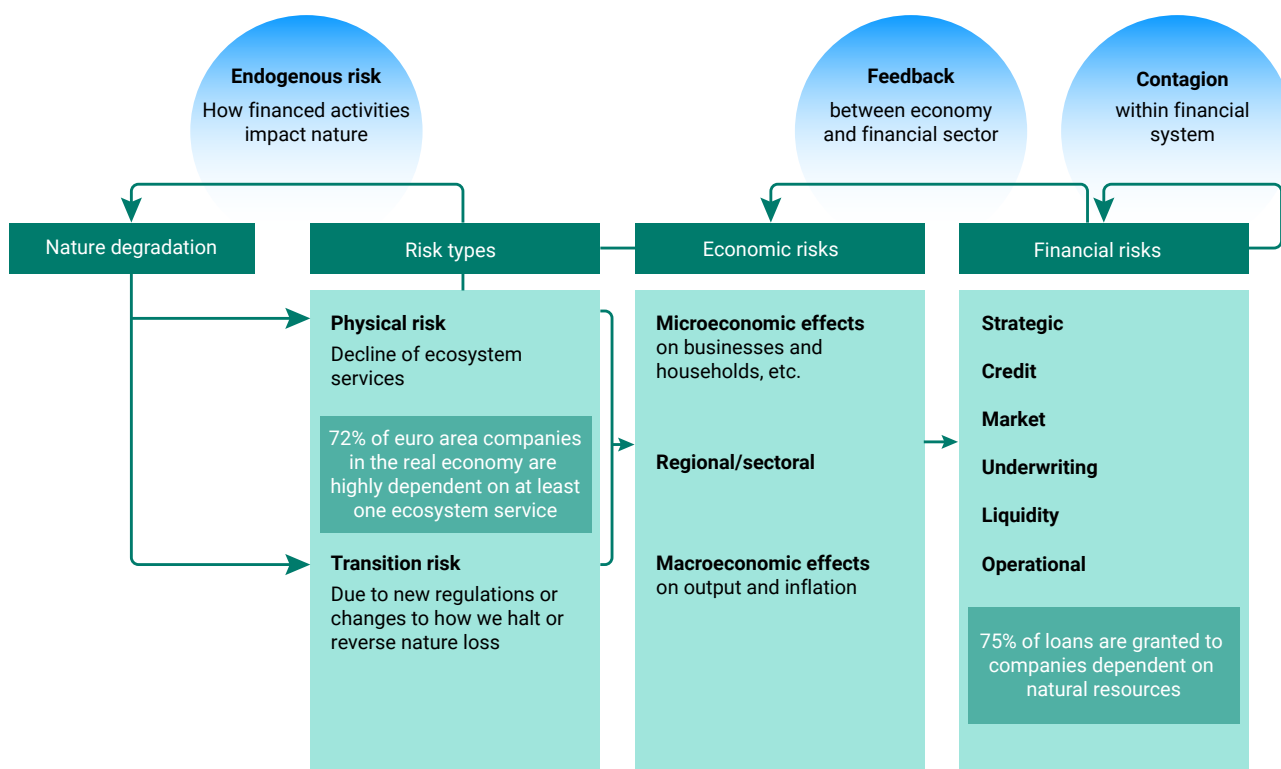 Endogenous risk
How financed activities
impact nature
Feedback
between economy
and financial sector
Contagion
within financial
system
Nature degradation
Risk types
Economic risks
Financial risks
Physical risk
Decline of ecosystem
services
72% of euro area companies
in the real economy are
highly dependent on at least
one ecosystem service
Transition risk
Due to new regulations or
changes to how we halt or
reverse nature loss
Microeconomic effects
on businesses and
households, etc.
Regional/sectoral
Macroeconomic effects
on output and inflation
Strategic
Credit
Market
Underwriting
Liquidity
Operational
75% of loans are granted to
companies dependent on
natural resources